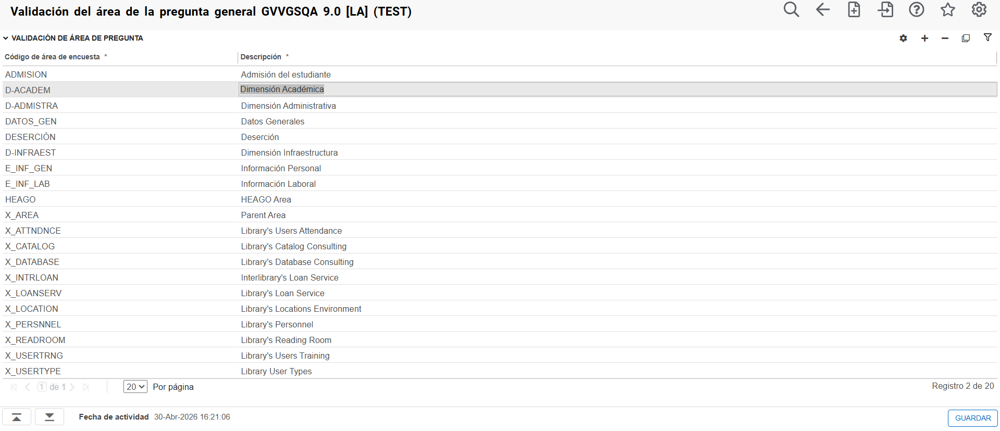 Validación del área de la pregunta general GVVGSQA 9.0 [LA] (TEST)
VALIDACIÓN DE ÁREA DE PREGUNTA
Código de área de encuesta * Descripción *
ADMISION Admisión del estudiante
D-ACADEM Dimensión Académica
D-ADMISTRA Dimensión Administrativa
DATOS_GEN Datos Generales
DESERCIÓN Deserción
D-INFRAEST Dimensión Infraestructura
E_INF_GEN Información Personal
E_INF_LAB Información Laboral
HEAGO HEAGO Area
X_AREA Parent Area
X_ATTNDNCE Library's Users Attendance
X_CATALOG Library's Catalog Consulting
X_DATABASE Library's Database Consulting
X_INTRLOAN Interlibrary's Loan Service
X_LOANSERV Library's Loan Service
X_LOCATION Library's Locations Environment
X_PERSNNEL Library's Personnel
X_READROOM Library's Reading Room
X_USERTRNG Library's Users Training
X_USERTYPE Library User Types
1 de 1 20 Por página Registro 2 de 20
Fecha de actividad 30-Abr-2026 16:21:06 GUARDAR